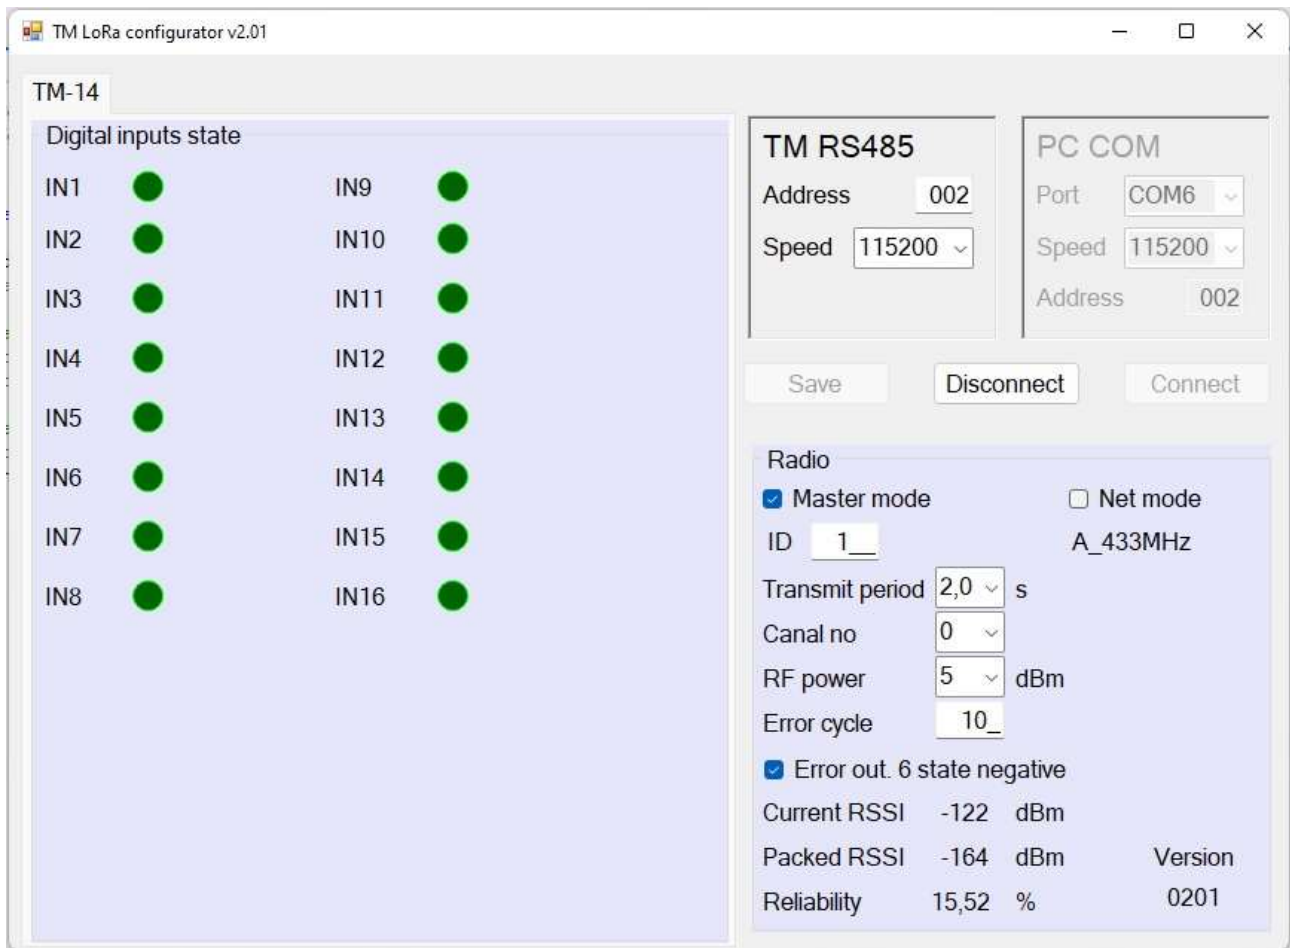 TM LoRa configurator v2.01
TM-14
Digital inputs state
IN1 IN9
IN2 IN10
IN3 IN11
IN4 IN12
IN5 IN13
IN6 IN14
IN7 IN15
IN8 IN16
TM RS485
Address 002
Speed 115200
PC COM
Port COM6
Speed 115200
Address 002
Save Disconnect Connect
Radio
Master mode Net mode
ID 1__ A_433MHz
Transmit period 2,0 s
Canal no 0
RF power 5 dBm
Error cycle 10_
Error out. 6 state negative
Current RSSI -122 dBm
Packed RSSI -164 dBm Version
Reliability 15,52 % 0201